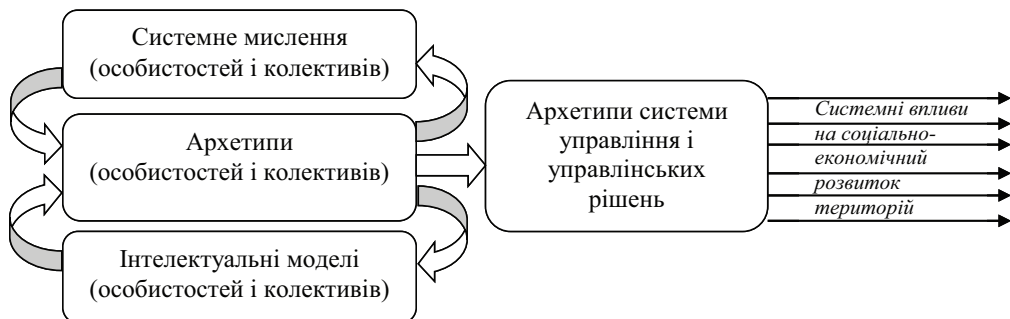 Системне мислення
(особистостей і колективів)
Архетипи
(особистостей і колективів)
Інтелектуальні моделі
(особистостей і колективів)
Архетипи системи
управління і
управлінських
рішень
Системні впливи
на соціально-
економічний
розвиток
територій